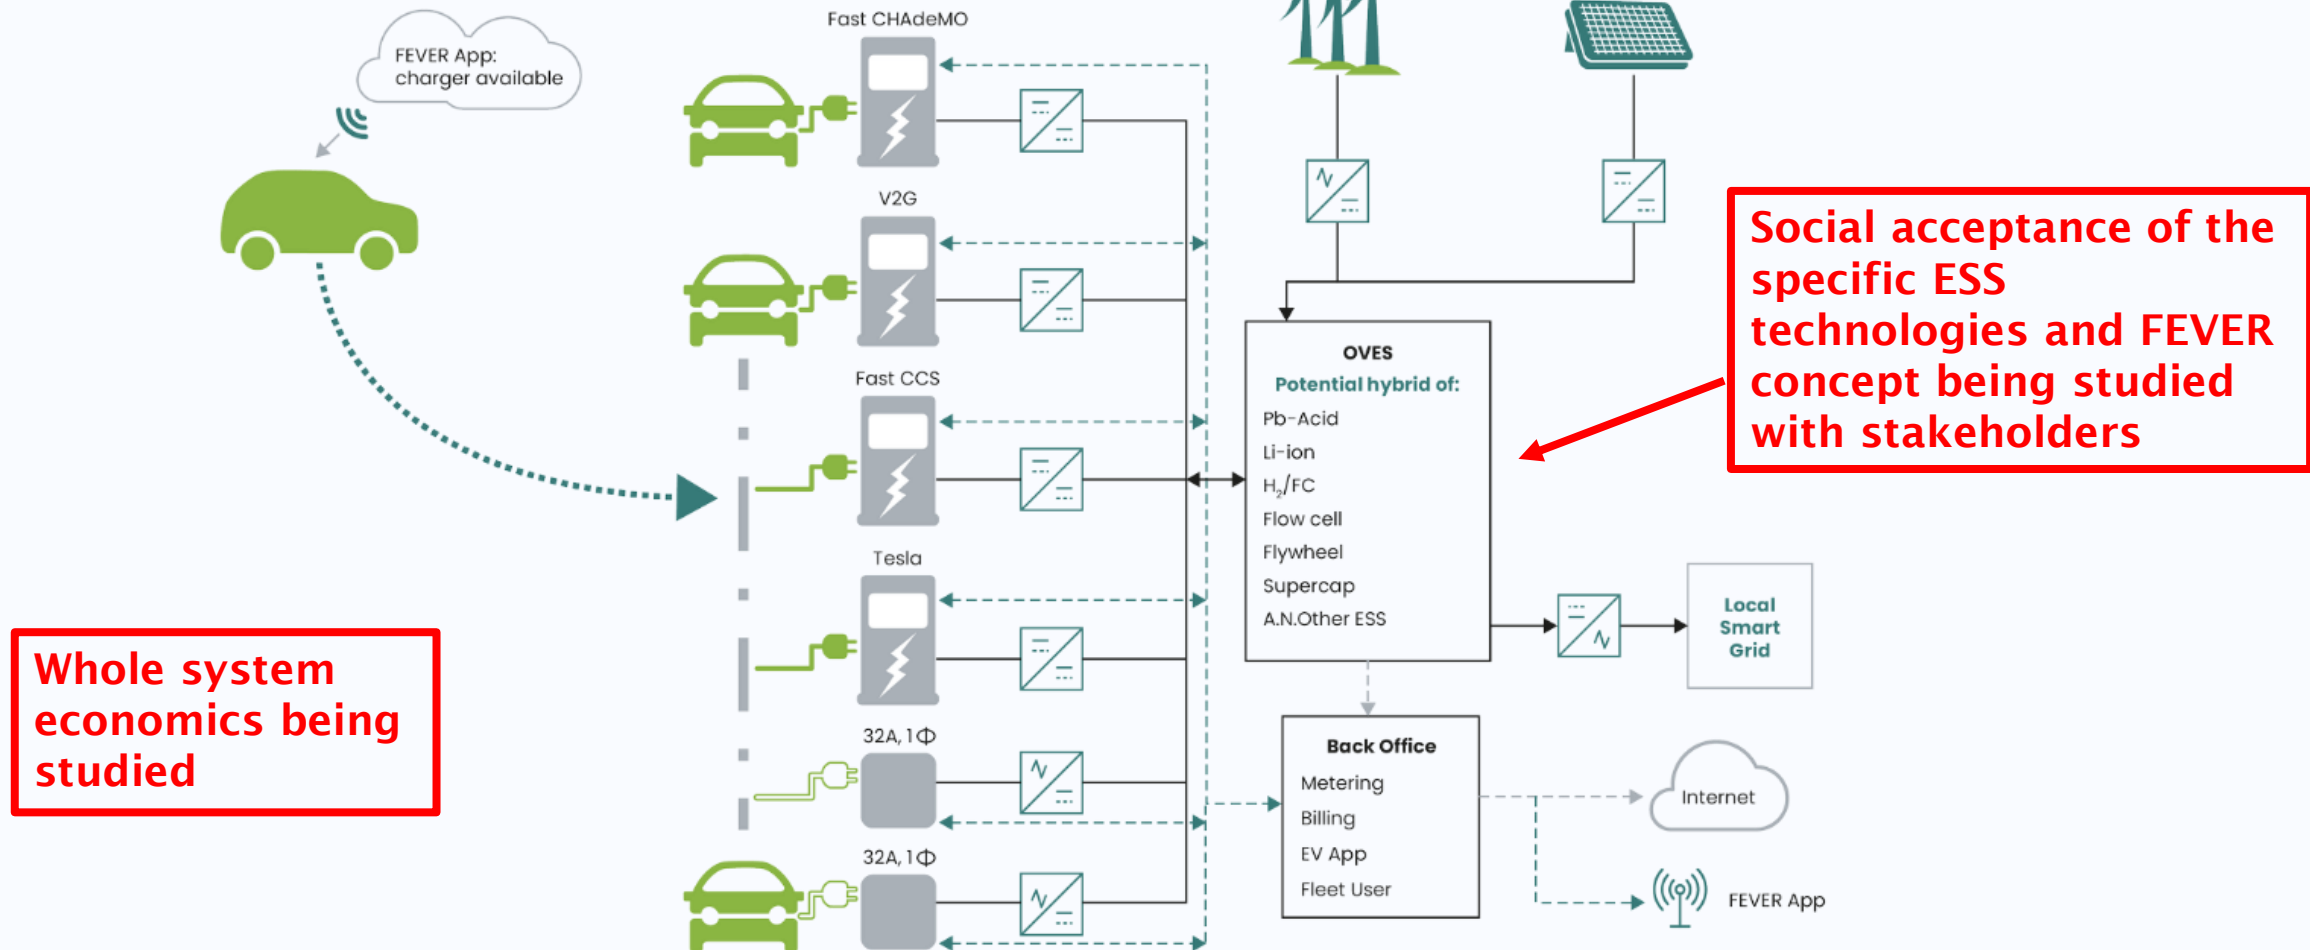 FEVER App:
charger available
Fast CHAdeMO
V2G
Fast CCS
Tesla
32A, 1Φ
32A, 1Φ
Whole system
economics being
studied
OVES
Potential hybrid of:
Pb-Acid
Li-ion
H₂/FC
Flow cell
Flywheel
Supercap
A.N.Other ESS
Social acceptance of the
specific ESS
technologies and FEVER
concept being studied
with stakeholders
Local
Smart
Grid
Back Office
Metering
Billing
EV App
Fleet User
Internet
FEVER App